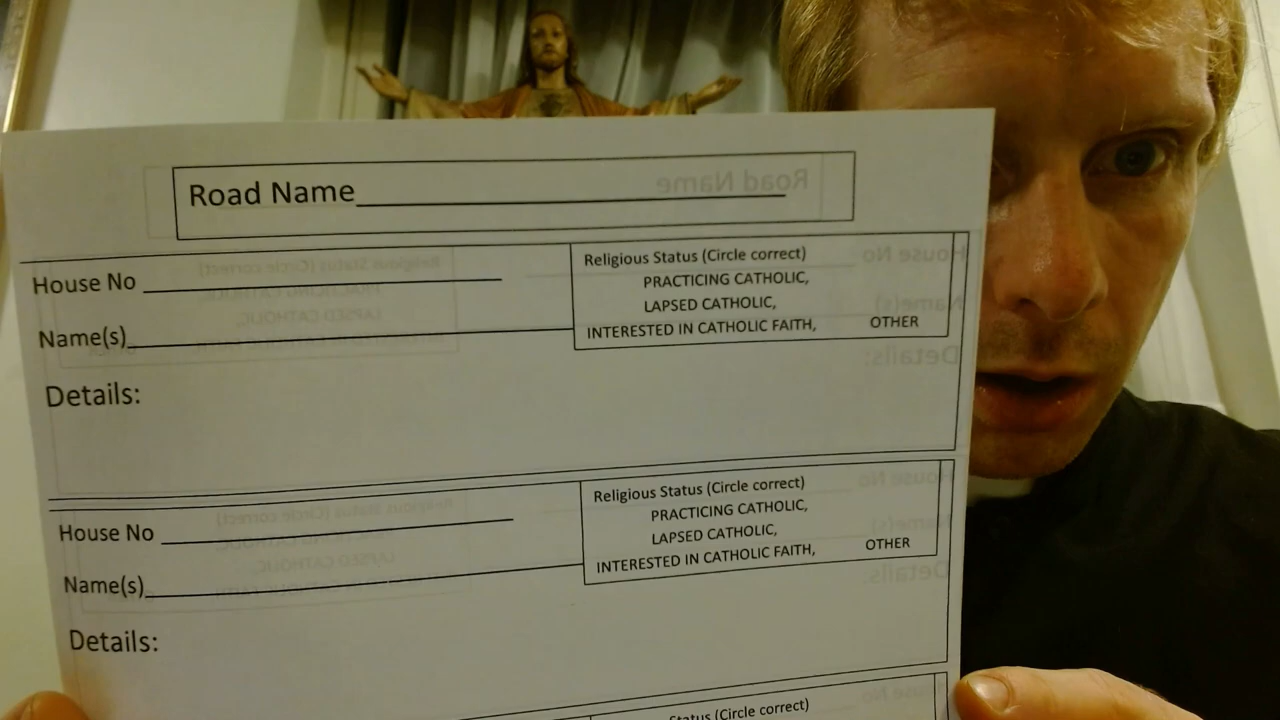 Road Name
House No
Religious Status (Circle correct)
PRACTICING CATHOLIC,
LAPSED CATHOLIC,
INTERESTED IN CATHOLIC FAITH, OTHER
Name(s)
Details:
House No
Religious Status (Circle correct)
PRACTICING CATHOLIC,
LAPSED CATHOLIC,
INTERESTED IN CATHOLIC FAITH, OTHER
Name(s)
Details:
Status (Circle correct)